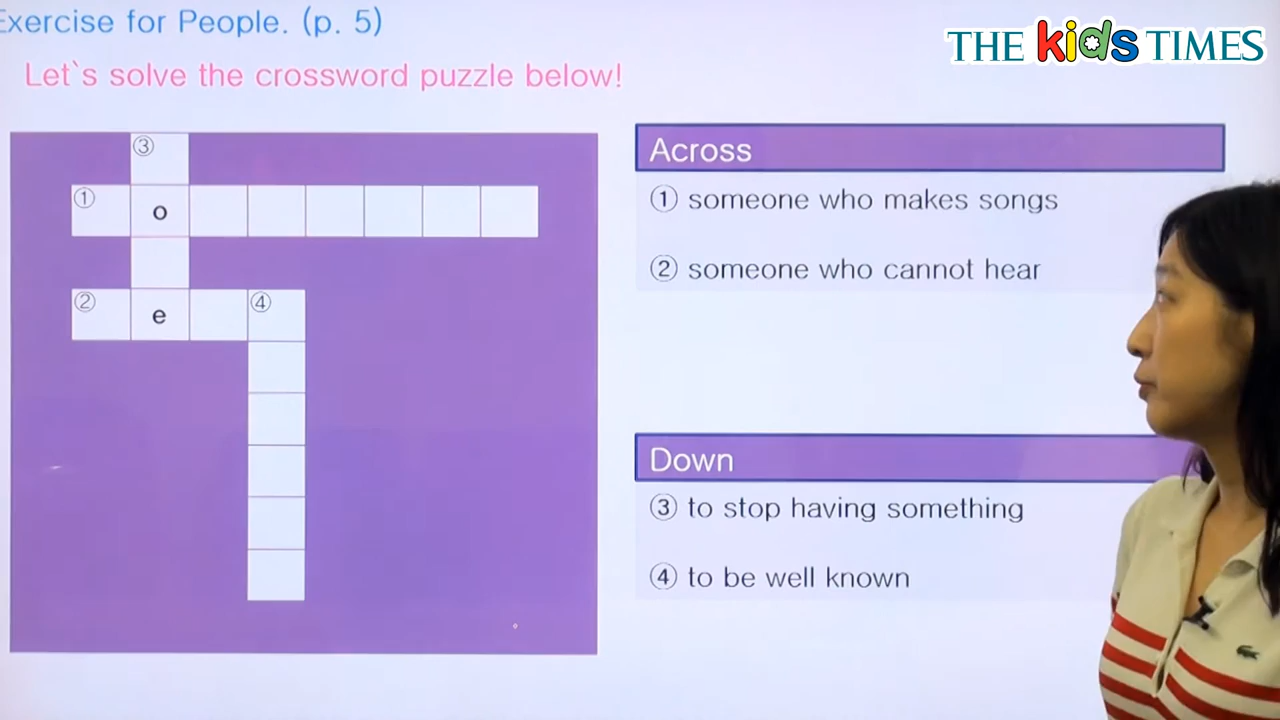 Exercise for People. (p. 5)
THE kids TIMES
Let`s solve the crossword puzzle below!
③
①
o
②
e
④
Across
① someone who makes songs
② someone who cannot hear
Down
③ to stop having something
④ to be well known